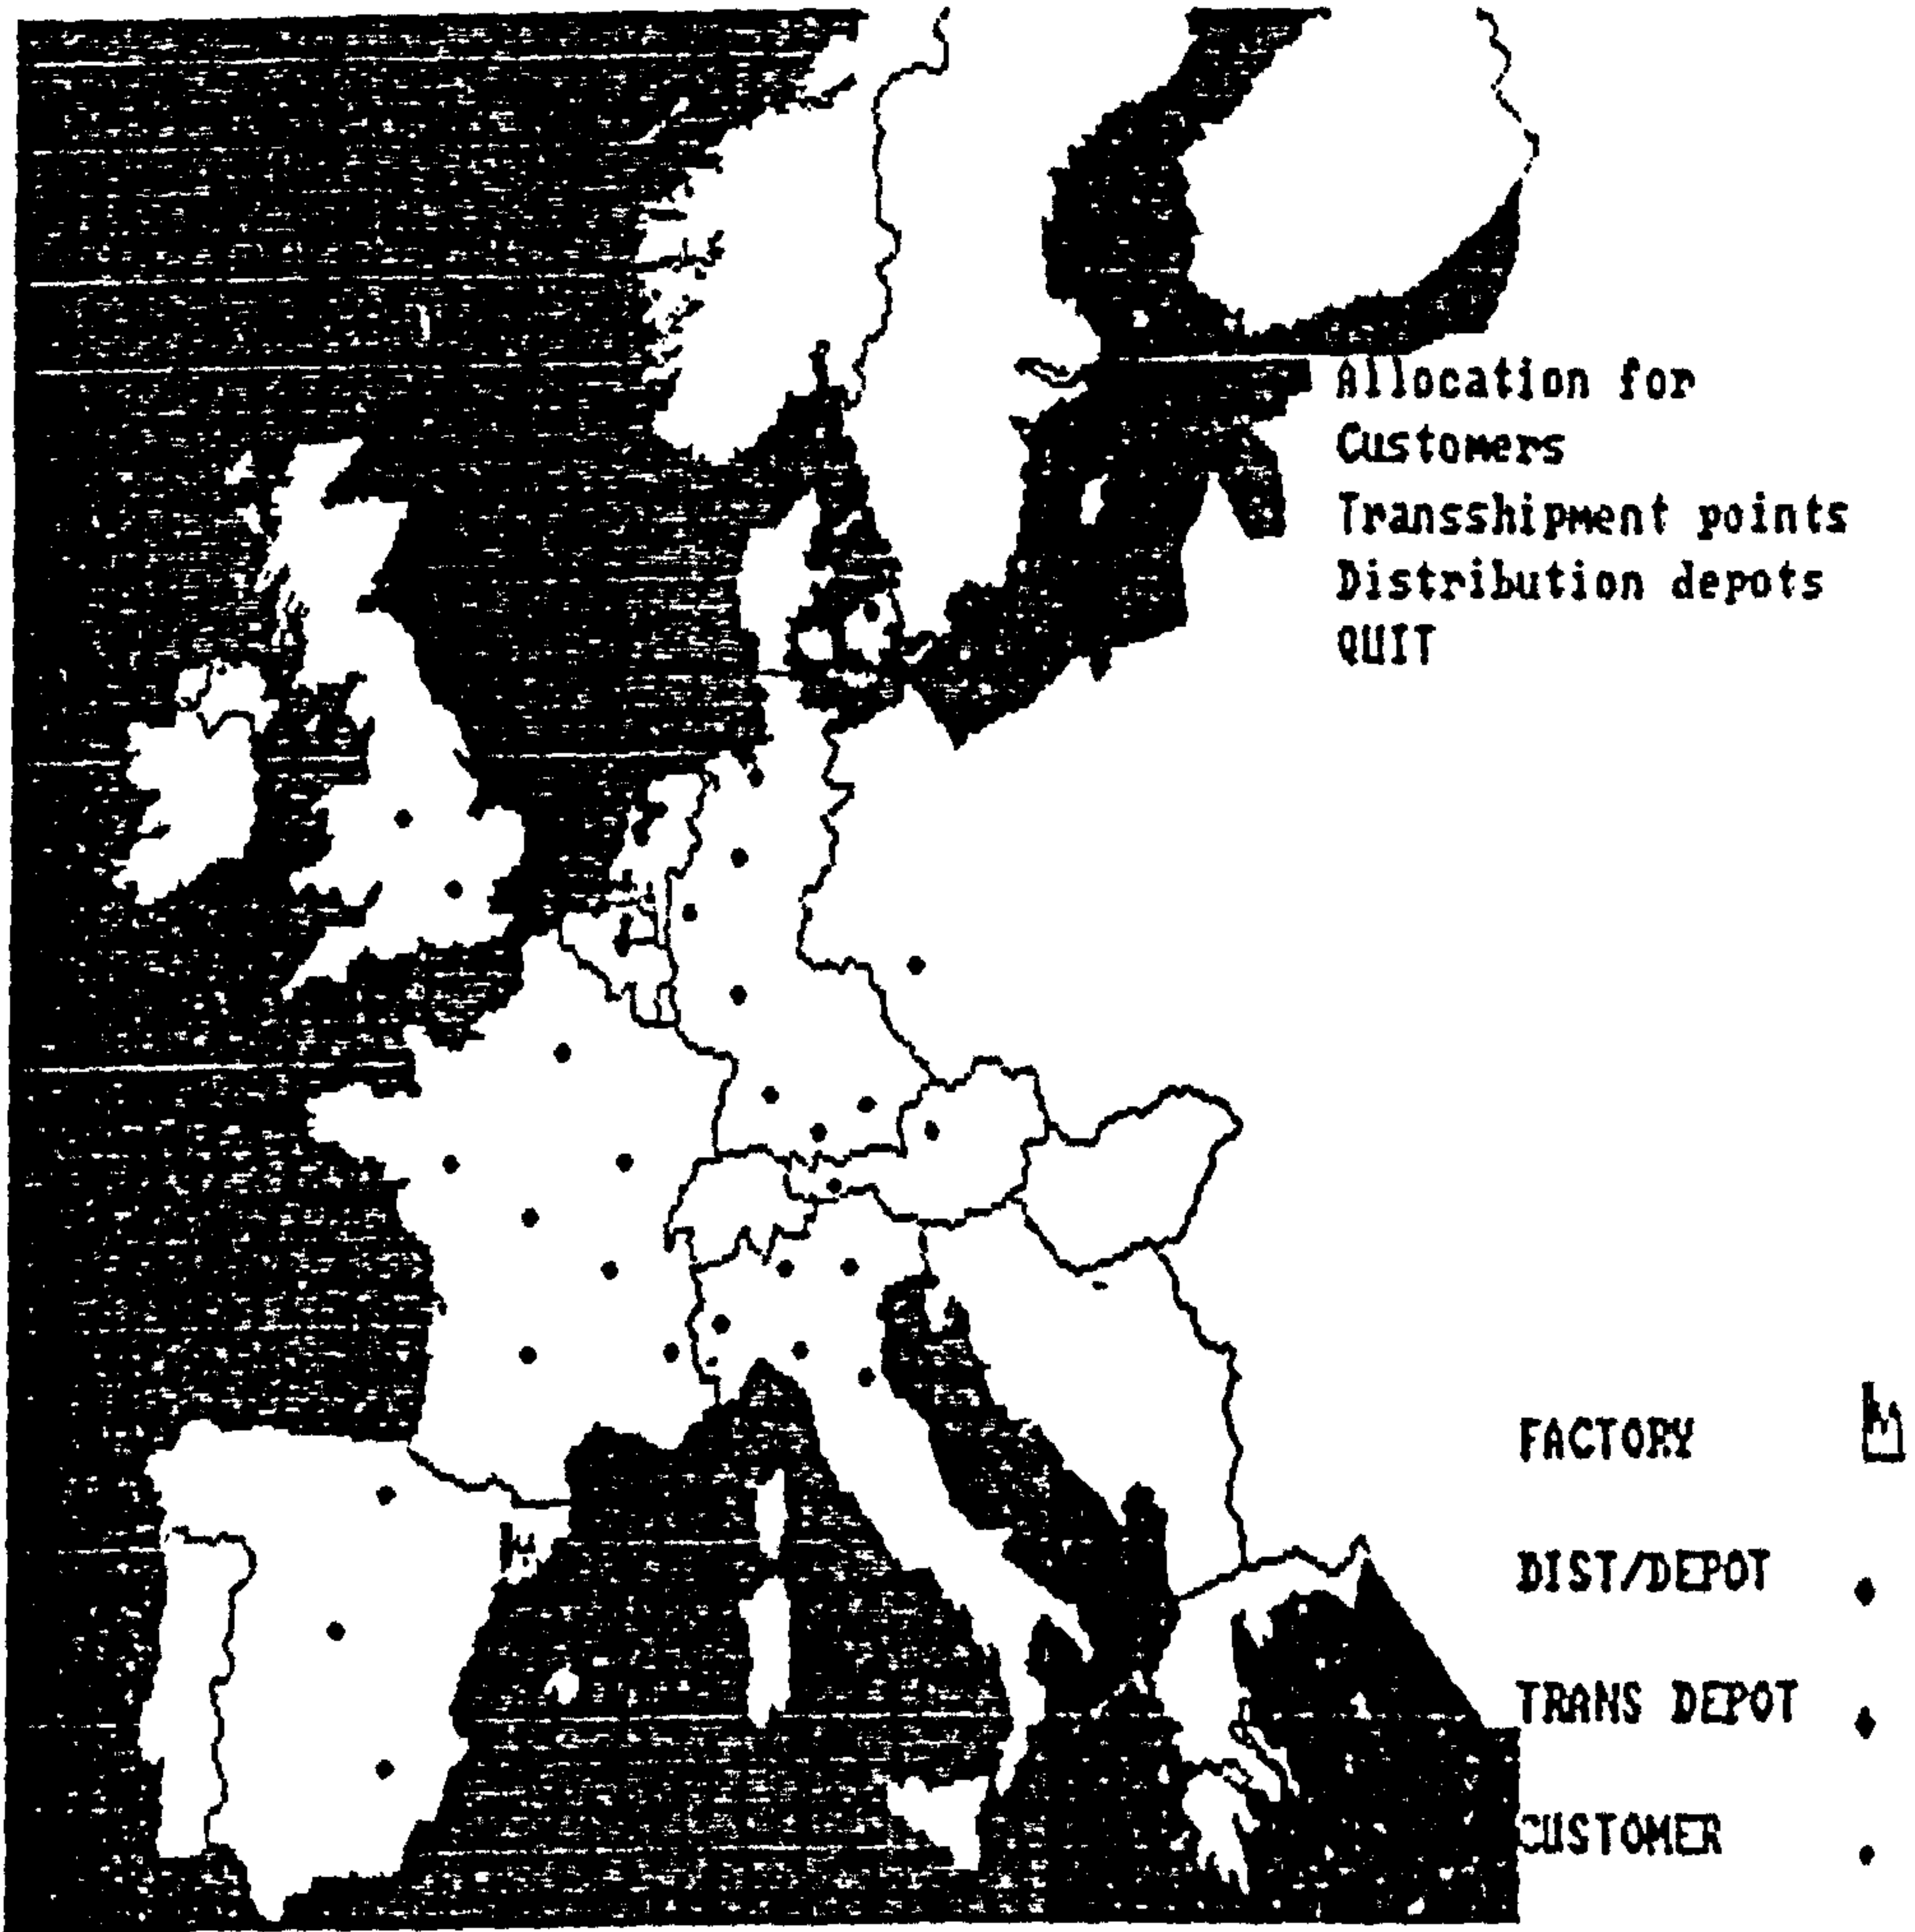 Allocation for
Customers
Transshipment points
Distribution depots
QUIT
FACTORY
DIST/DEPOT
TRANS DEPOT
CUSTOMER